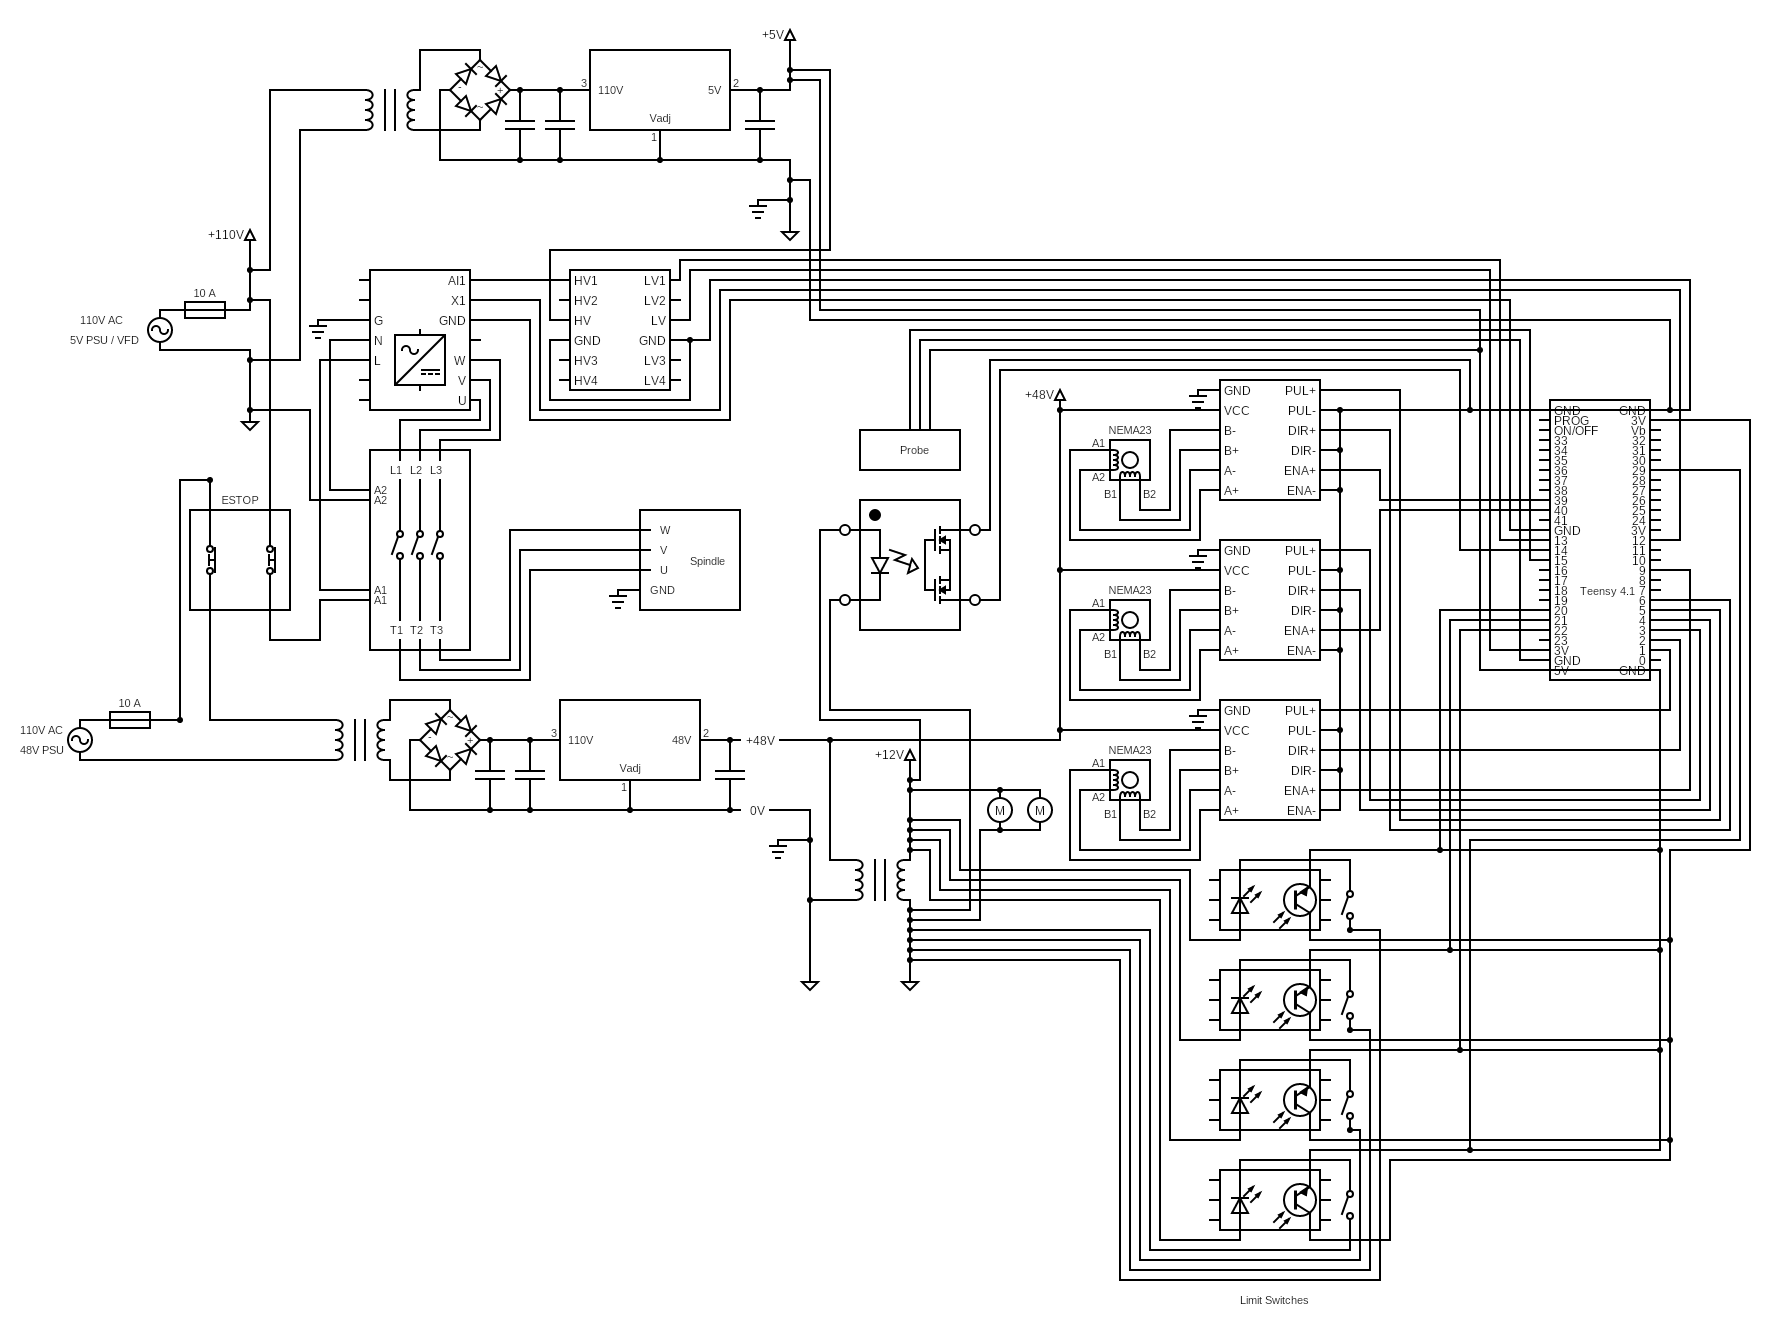 +5V
~
-
+
~
3
110V
5V
2
Vadj
1
+110V
10 A
110V AC
5V PSU / VFD
AI1
X1
G
GND
N
L
W
V
U
HV1
LV1
HV2
LV2
HV
LV
GND
GND
HV3
LV3
HV4
LV4
L1
L2
L3
A2
A2
A1
A1
T1
T2
T3
ESTOP
W
V
U
GND
Spindle
Probe
+48V
GND
PUL+
VCC
PUL-
B-
DIR+
B+
DIR-
A-
ENA+
A+
ENA-
NEMA23
A1
A2
B1
B2
GND
PUL+
VCC
PUL-
B-
DIR+
B+
DIR-
A-
ENA+
A+
ENA-
NEMA23
A1
A2
B1
B2
GND
PUL+
VCC
PUL-
B-
DIR+
B+
DIR-
A-
ENA+
A+
ENA-
NEMA23
A1
A2
B1
B2
GND
GND
PROG
3V
ON/OFF
Vb
33
32
34
31
35
30
36
29
37
28
38
27
39
26
40
25
41
24
GND
3V
13
12
14
11
15
10
16
9
17
8
18
Teensy 4.1
7
19
6
20
5
21
4
22
3
23
2
3V
1
GND
0
5V
GND
10 A
110V AC
48V PSU
~
-
+
~
3
110V
48V
2
Vadj
1
+48V
0V
+12V
M
M
Limit Switches